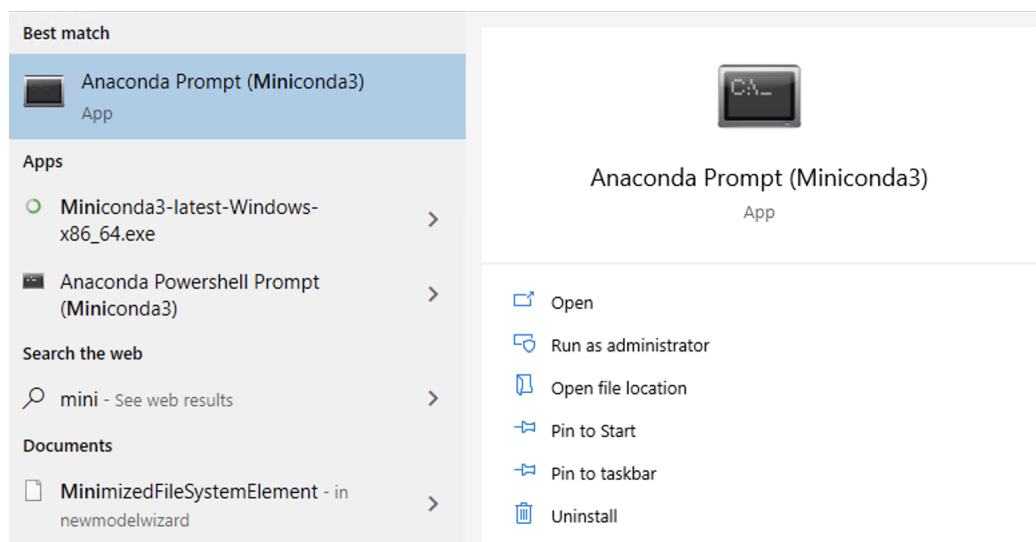 Best match
Anaconda Prompt (Miniconda3)
App
Apps
Miniconda3-latest-Windows-
x86_64.exe
Anaconda Powershell Prompt
(Miniconda3)
Search the web
mini - See web results
Documents
MinimizedFileSystemElement - in
newmodelwizard
C:\_
Anaconda Prompt (Miniconda3)
App
Open
Run as administrator
Open file location
Pin to Start
Pin to taskbar
Uninstall